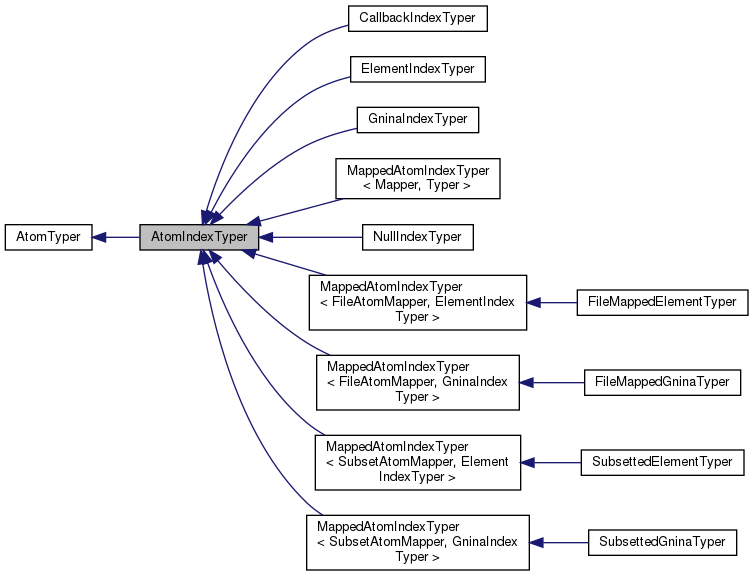 CallbackIndexTyper
ElementIndexTyper
GninaIndexTyper
MappedAtomIndexTyper
< Mapper, Typer >
AtomTyper
AtomIndexTyper
NullIndexTyper
MappedAtomIndexTyper
< FileAtomMapper, ElementIndex
Typer >
FileMappedElementTyper
MappedAtomIndexTyper
< FileAtomMapper, GninaIndex
Typer >
FileMappedGninaTyper
MappedAtomIndexTyper
< SubsetAtomMapper, Element
IndexTyper >
SubsettedElementTyper
MappedAtomIndexTyper
< SubsetAtomMapper, GninaIndex
Typer >
SubsettedGninaTyper